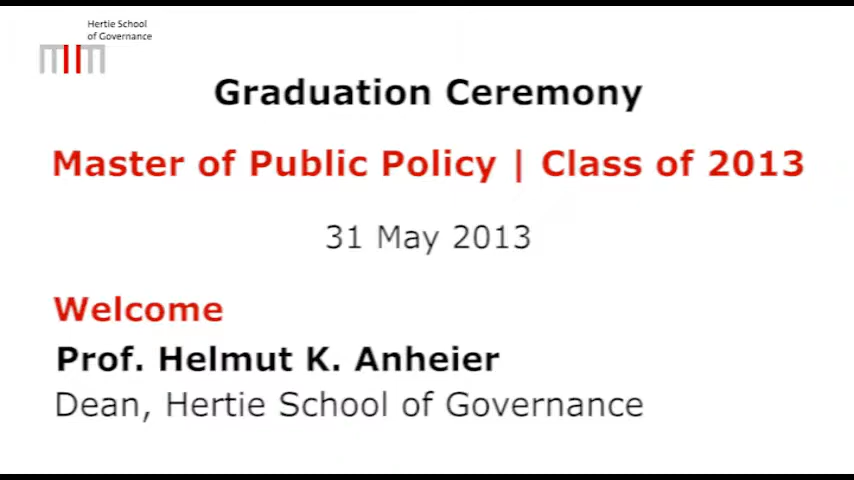 Hertie School
of Governance
Graduation Ceremony
Master of Public Policy | Class of 2013
31 May 2013
Welcome
Prof. Helmut K. Anheier
Dean, Hertie School of Governance